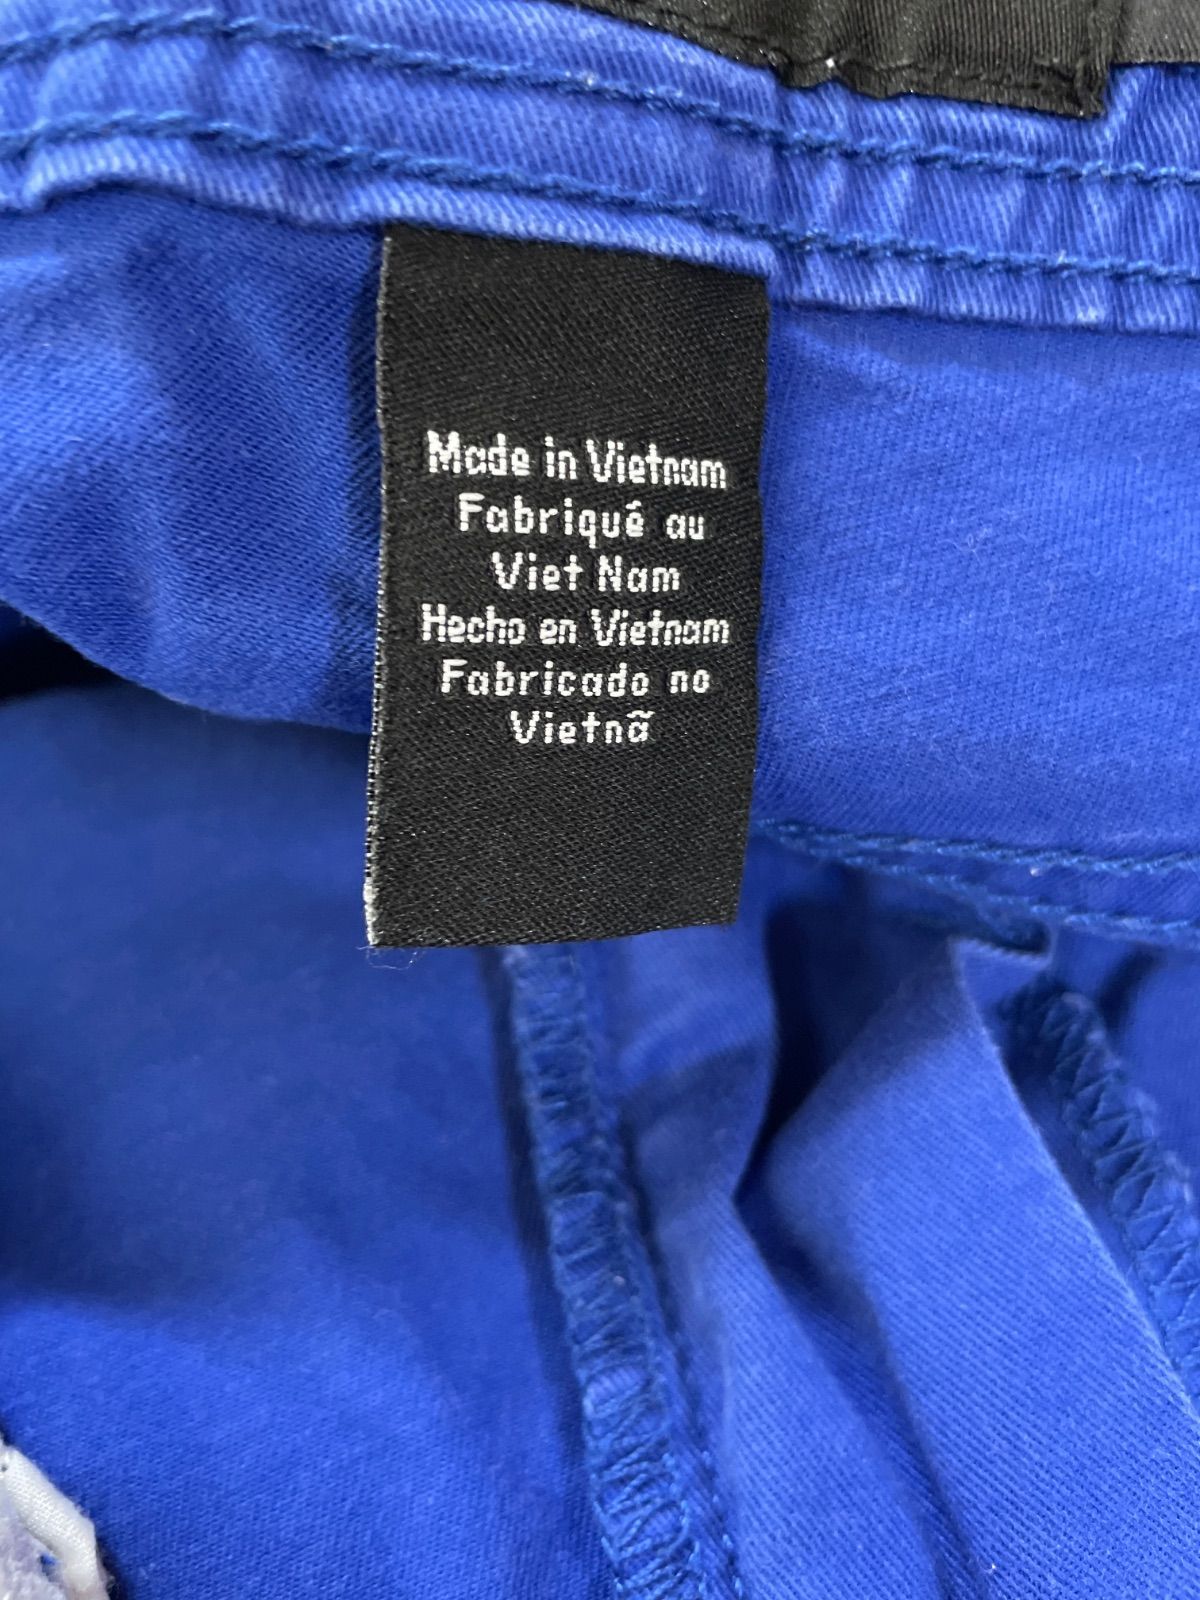 Made in Vietnam
Fabriqué au
Viet Nam
Hecho en Vietnam
Fabricado no
Vietnã